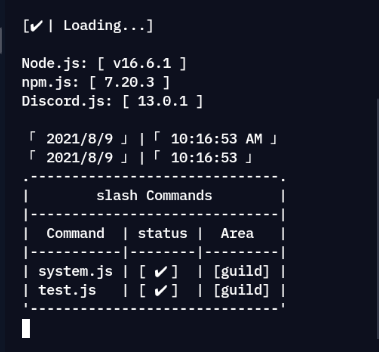 [✔| Loading...]
Node.js: [ v16.6.1 ]
npm.js: [ 7.20.3 ]
Discord.js: [ 13.0.1 ]
「 2021/8/9 」|「 10:16:53 AM 」
「 2021/8/9 」|「 10:16:53 」
.-----------------------------.
|        slash Commands       |
|-----------------------------|
|  Command  | status |  Area   |
|-----------|--------|---------|
| system.js | [ ✔ ]  | [guild] |
| test.js   | [ ✔ ]  | [guild] |
'-----------------------------'